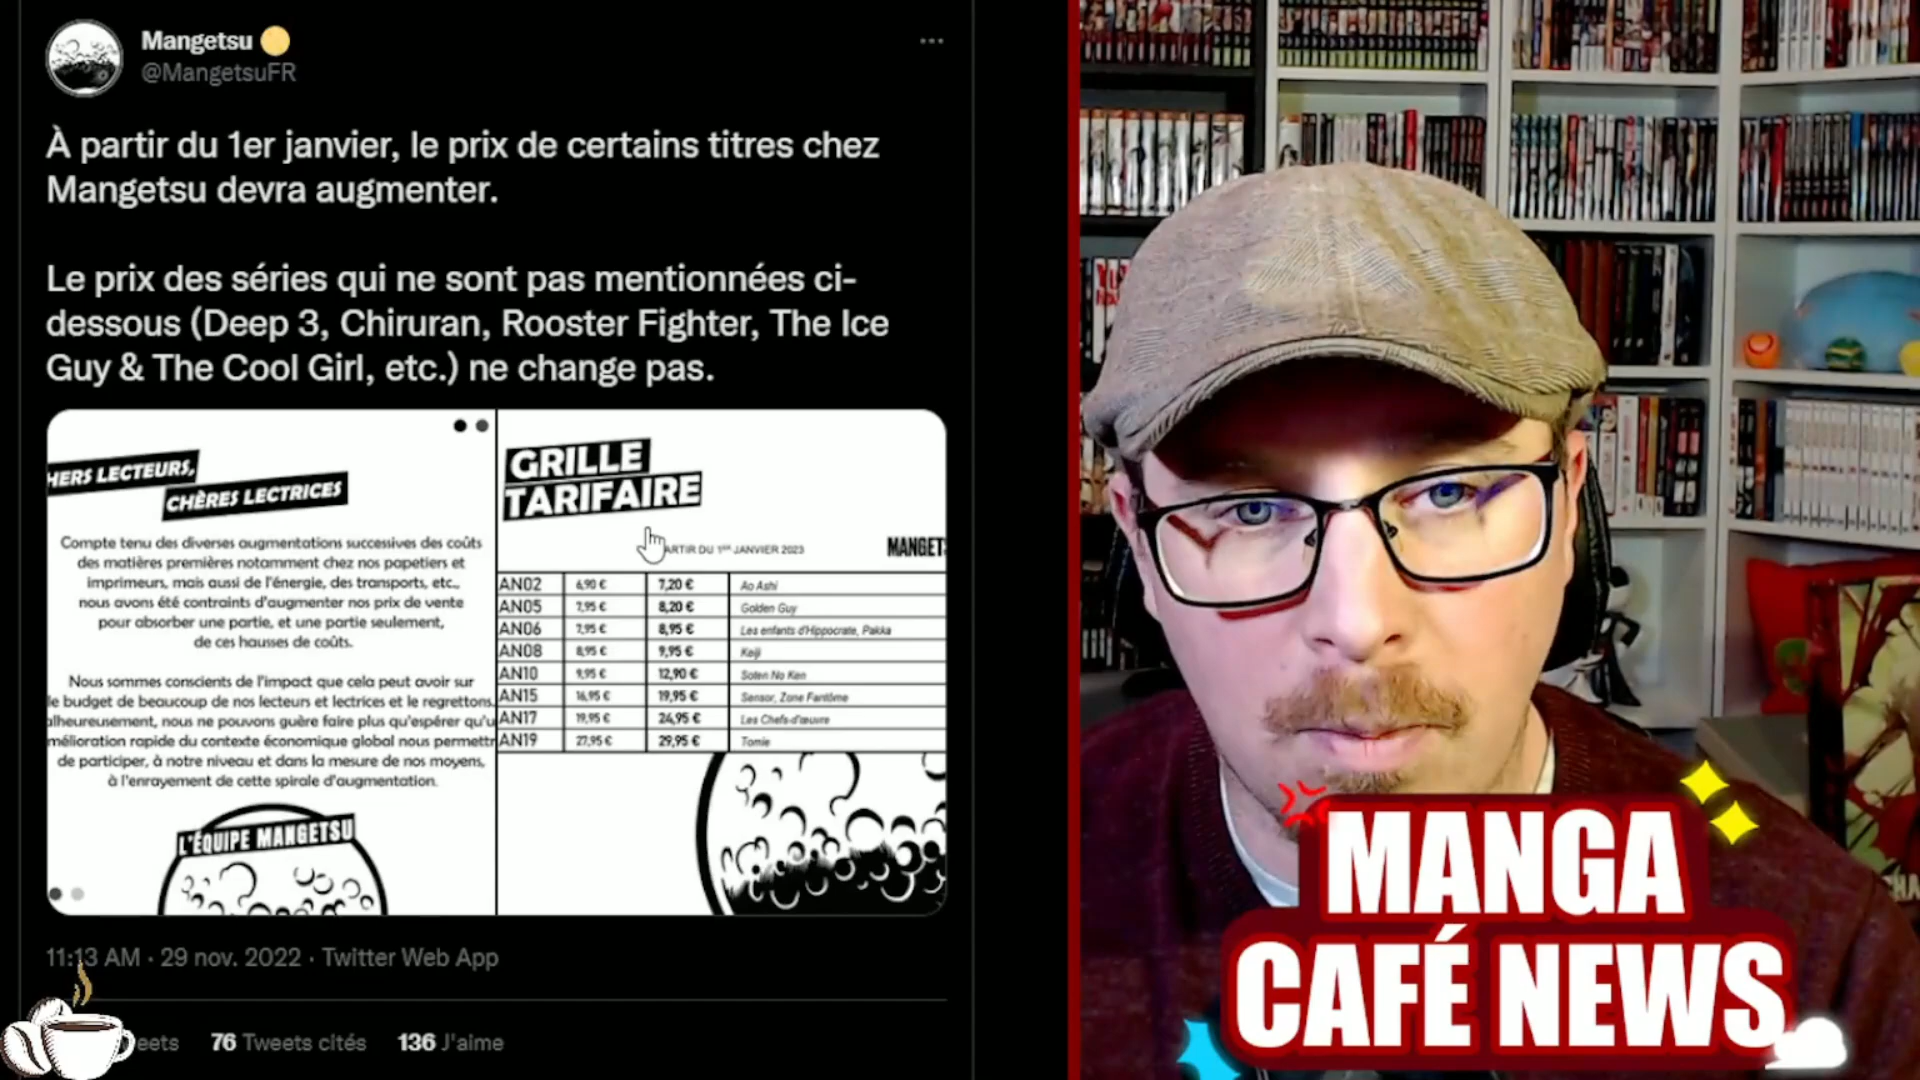 Mangetsu
@MangetsuFR
À partir du 1er janvier, le prix de certains titres chez
Mangetsu devra augmenter.
Le prix des séries qui ne sont pas mentionnées ci-
dessous (Deep 3, Chiruran, Rooster Fighter, The Ice
Guy & The Cool Girl, etc.) ne change pas.
HERS LECTEURS,
CHÈRES LECTRICES
Compte tenu des diverses augmentations successives des coûts
des matières premières notamment chez nos papetiers et
imprimeurs, mais aussi de l'énergie, des transports, etc.,
nous avons été contraints d'augmenter nos prix de vente
pour absorber une partie, et une partie seulement,
de ces hausses de coûts.
Nous sommes conscients de l'impact que cela peut avoir sur
le budget de beaucoup de nos lecteurs et lectrices et le regrettons.
alheureusement, nous ne pouvons guère faire plus qu'espérer qu'u
mélioration rapide du contexte économique global nous permettr
de participer, à notre niveau et dans la mesure de nos moyens,
à l'enrayement de cette spirale d'augmentation.
L'ÉQUIPE MANGETSU
GRILLE
TARIFAIRE
ARTIR DU 1ER JANVIER 2023
MANGET
AN02 6,90 € 7,20 € Ao Ashi
AN05 7,95 € 8,20 € Golden Guy
AN06 7,95 € 8,95 € Les enfants d'Hippocrate, Pakka
AN08 8,95 € 9,95 € Keiji
AN10 9,95 € 12,90 € Soten No Ken
AN15 16,95 € 19,95 € Sensor, Zone Fantôme
AN17 19,95 € 24,95 € Les Chefs-d'œuvre
AN19 27,95 € 29,95 € Tomie
11:13 AM · 29 nov. 2022 · Twitter Web App
eets 76 Tweets cités 136 J'aime
MANGA
CAFÉ NEWS